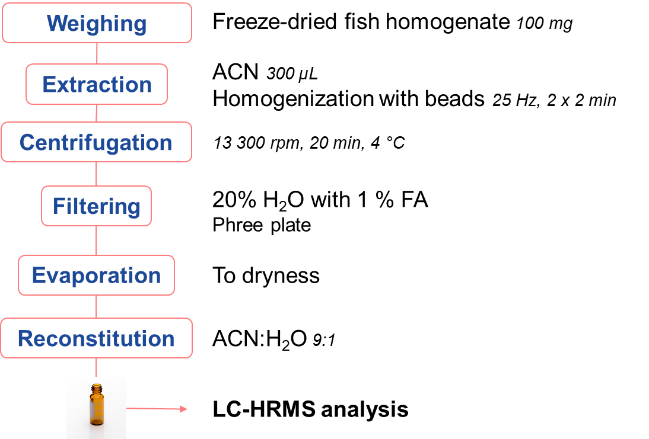 Weighing
Freeze-dried fish homogenate 100 mg
Extraction
ACN 300 µL
Homogenization with beads 25 Hz, 2 x 2 min
Centrifugation
13 300 rpm, 20 min, 4 °C
Filtering
20% H₂O with 1 % FA
Phree plate
Evaporation
To dryness
Reconstitution
ACN:H₂O 9:1
LC-HRMS analysis